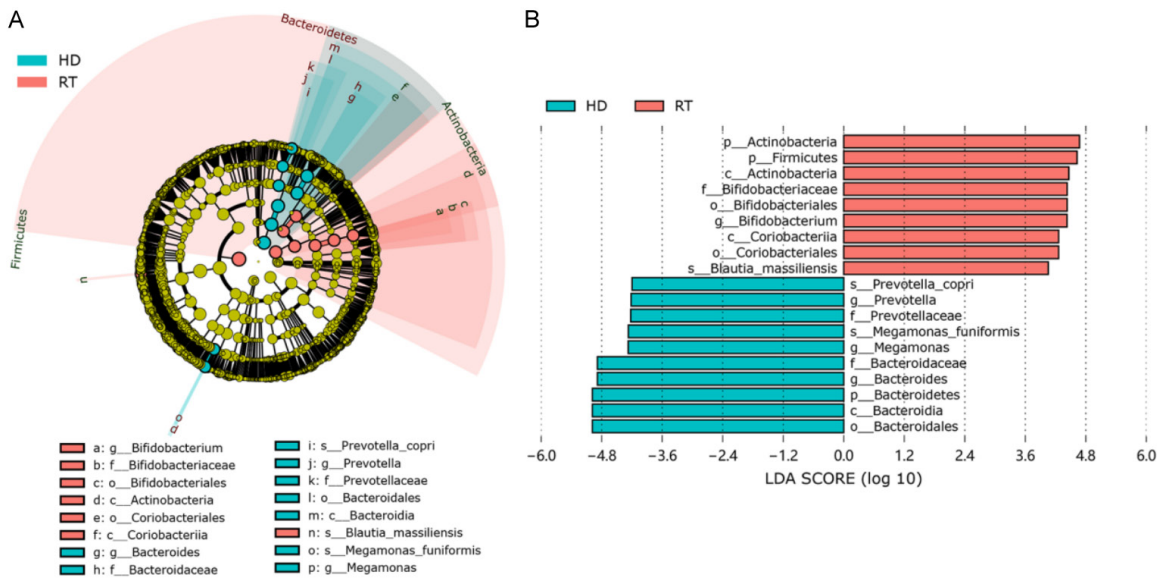 A
HD
RT
Bacteroidetes
m
l
k
j
i
h
g
f
e
Actinobacteria
d
c
b
a
Firmicutes
n
o
p
a: g__Bifidobacterium
b: f__Bifidobacteriaceae
c: o__Bifidobacteriales
d: c__Actinobacteria
e: o__Coriobacteriales
f: c__Coriobacteriia
g: g__Bacteroides
h: f__Bacteroidaceae
i: s__Prevotella_copri
j: g__Prevotella
k: f__Prevotellaceae
l: o__Bacteroidales
m: c__Bacteroidia
n: s__Blautia_massiliensis
o: s__Megamonas_funiformis
p: g__Megamonas
B
HD RT
p__Actinobacteria
p__Firmicutes
c__Actinobacteria
f__Bifidobacteriaceae
o__Bifidobacteriales
g__Bifidobacterium
c__Coriobacteriia
o__Coriobacteriales
s__Blautia_massiliensis
s__Prevotella_copri
g__Prevotella
f__Prevotellaceae
s__Megamonas_funiformis
g__Megamonas
f__Bacteroidaceae
g__Bacteroides
p__Bacteroidetes
c__Bacteroidia
o__Bacteroidales
−6.0 −4.8 −3.6 −2.4 −1.2 0.0 1.2 2.4 3.6 4.8 6.0
LDA SCORE (log 10)